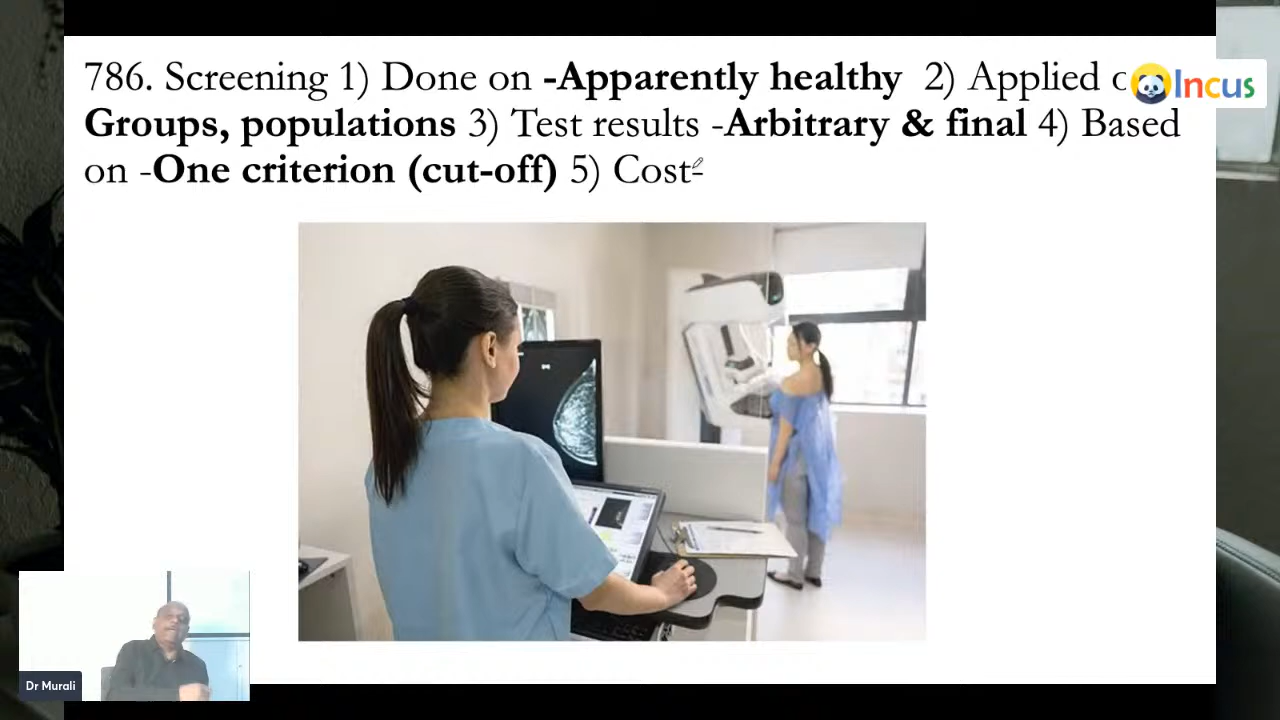 786. Screening 1) Done on -Apparently healthy 2) Applied
Incus
Groups, populations 3) Test results -Arbitrary & final 4) Based
on -One criterion (cut-off) 5) Cost-
Dr Murali